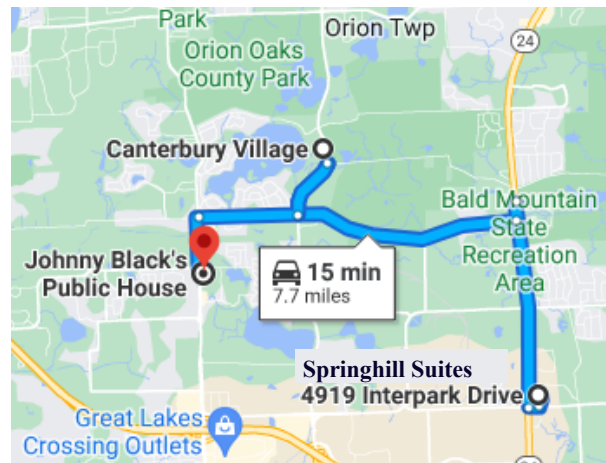 Park
Orion Oaks
County Park
Orion Twp
24
Canterbury Village
Bald Mountain
State
Recreation
Area
Johnny Black's
Public House
15 min
7.7 miles
Springhill Suites
4919 Interpark Drive
Great Lakes
Crossing Outlets
24